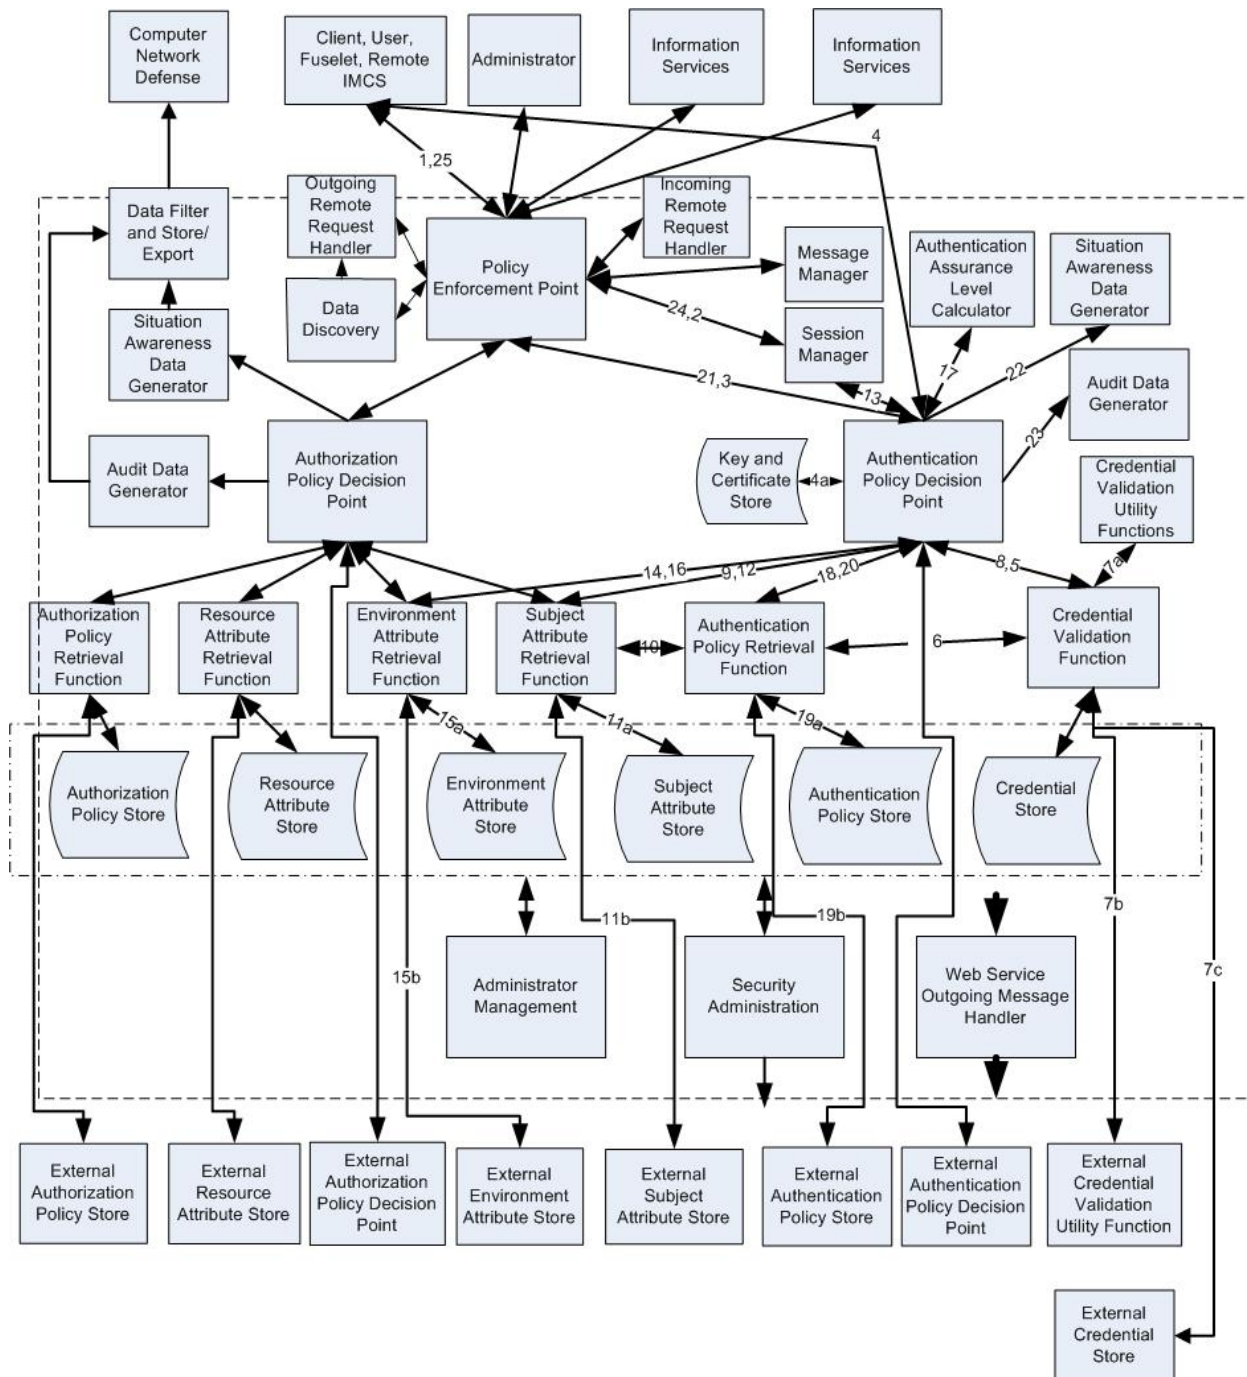 Computer
Network
Defense
Client, User,
Fuselet, Remote
IMCS
Administrator
Information
Services
Information
Services
4
1,25
Data Filter
and Store/
Export
Outgoing
Remote
Request
Handler
Incoming
Remote
Request
Handler
Policy
Enforcement Point
Message
Manager
Authentication
Assurance
Level
Calculator
Situation
Awareness
Data
Generator
Data
Discovery
24,2
Situation
Awareness
Data
Generator
Session
Manager
21,3
13
17
22
Audit Data
Generator
23
Audit Data
Generator
Authorization
Policy Decision
Point
Key and
Certificate
Store
4a
Authentication
Policy Decision
Point
Credential
Validation
Utility
Functions
14,16
9,12
18,20
8,5
7a
Authorization
Policy
Retrieval
Function
Resource
Attribute
Retrieval
Function
Environment
Attribute
Retrieval
Function
Subject
Attribute
Retrieval
Function
10
Authentication
Policy Retrieval
Function
6
Credential
Validation
Function
15a
11a
19a
Authorization
Policy Store
Resource
Attribute
Store
Environment
Attribute
Store
Subject
Attribute
Store
Authentication
Policy Store
Credential
Store
11b
19b
7b
15b
7c
Administrator
Management
Security
Administration
Web Service
Outgoing Message
Handler
External
Authorization
Policy Store
External
Resource
Attribute Store
External
Authorization
Policy Decision
Point
External
Environment
Attribute Store
External
Subject
Attribute Store
External
Authentication
Policy Store
External
Authentication
Policy Decision
Point
External
Credential
Validation
Utility Function
External
Credential
Store